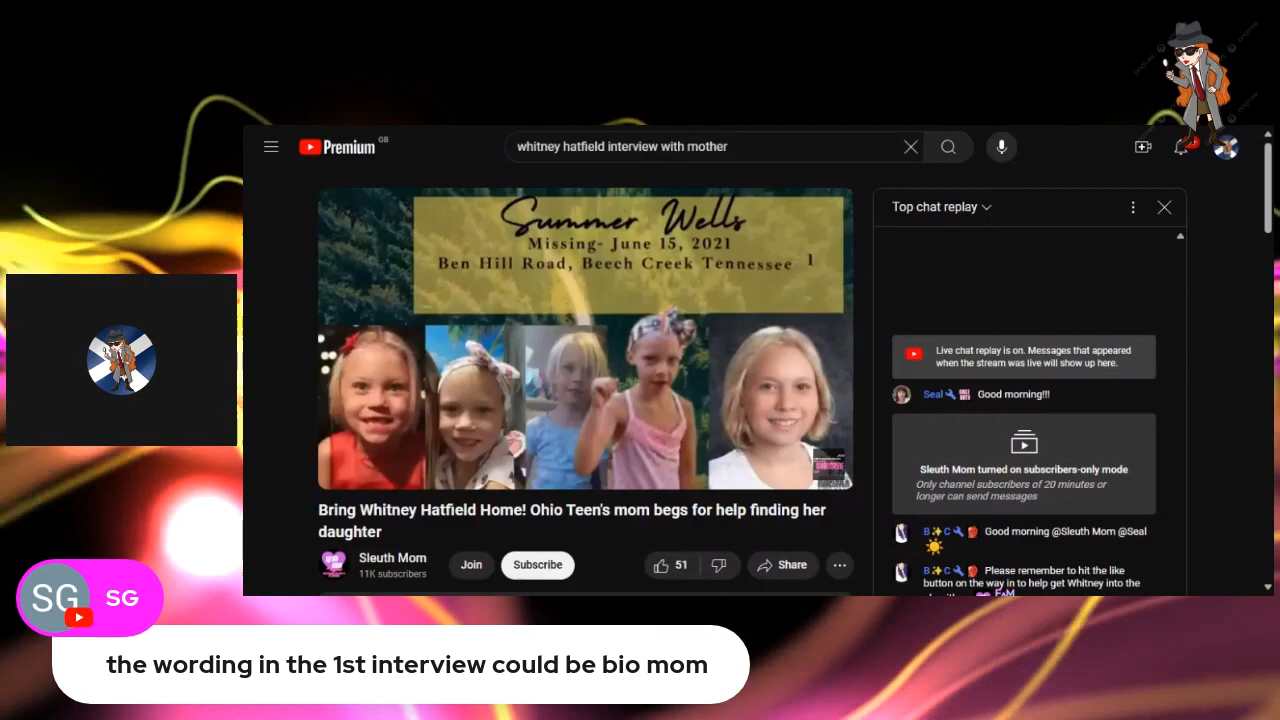 Premium GB
whitney hatfield interview with mother
Summer Wells
Missing- June 15, 2021
Ben Hill Road, Beech Creek Tennessee 1
SUBSCRIBE
Bring Whitney Hatfield Home! Ohio Teen's mom begs for help finding her
daughter
Sleuth Mom
11K subscribers
Join
Subscribe
51
Share
Top chat replay
Live chat replay is on. Messages that appeared
when the stream was live will show up here.
Seal Good morning!!!
Sleuth Mom turned on subscribers-only mode
Only channel subscribers of 20 minutes or
longer can send messages
B✨C Good morning @Sleuth Mom @Seal
B✨C Please remember to hit the like
button on the way in to help get Whitney into the
FAM
SG
SG
the wording in the 1st interview could be bio mom